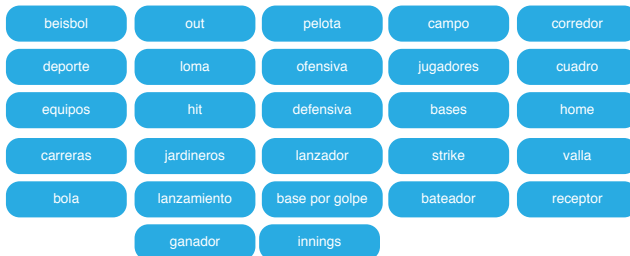 beisbol out pelota campo corredor
deporte loma ofensiva jugadores cuadro
equipos hit defensiva bases home
carreras jardineros lanzador strike valla
bola lanzamiento base por golpe bateador receptor
ganador innings